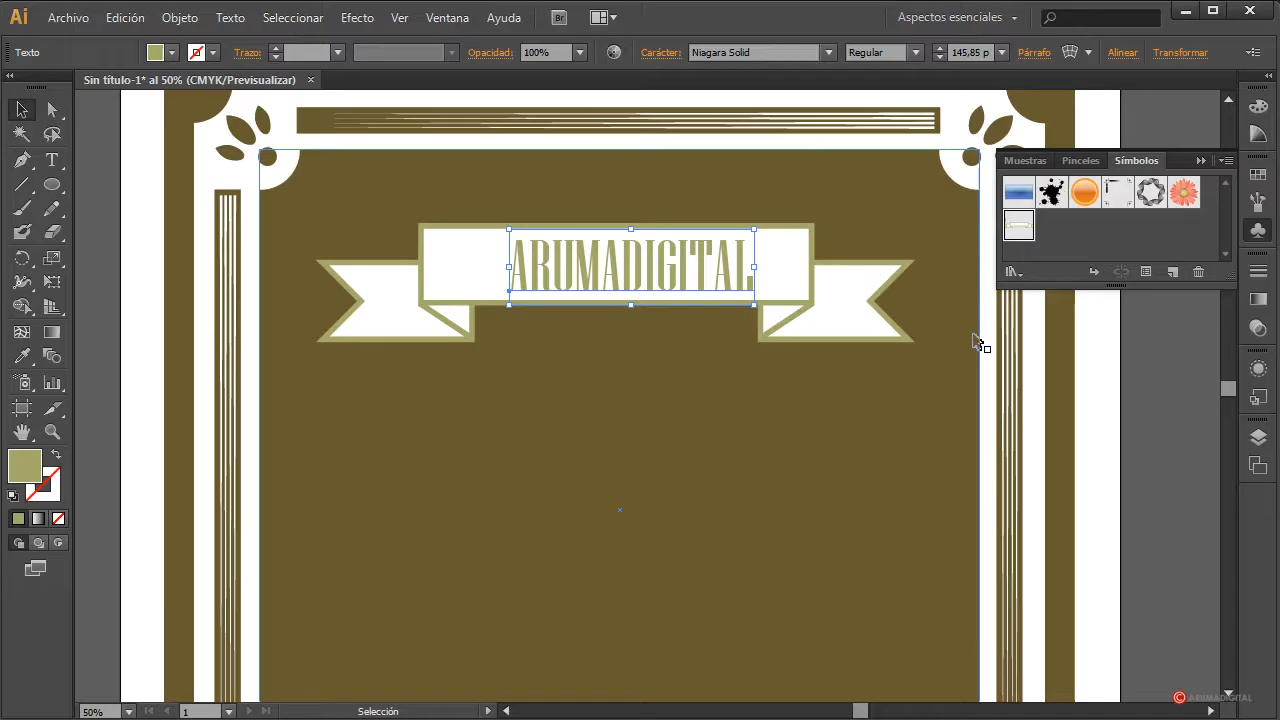 Ai Archivo Edición Objeto Texto Seleccionar Efecto Ver Ventana Ayuda Br Aspectos esenciales
Texto Trazo: Opacidad: 100% Carácter: Niagara Solid Regular 145,85 p Párrafo Alinear Transformar
Sin título-1* al 50% (CMYK/Previsualizar)
Muestras Pinceles Símbolos
ARUMADIGITAL
50% 1 Selección
© ARUMADIGITAL